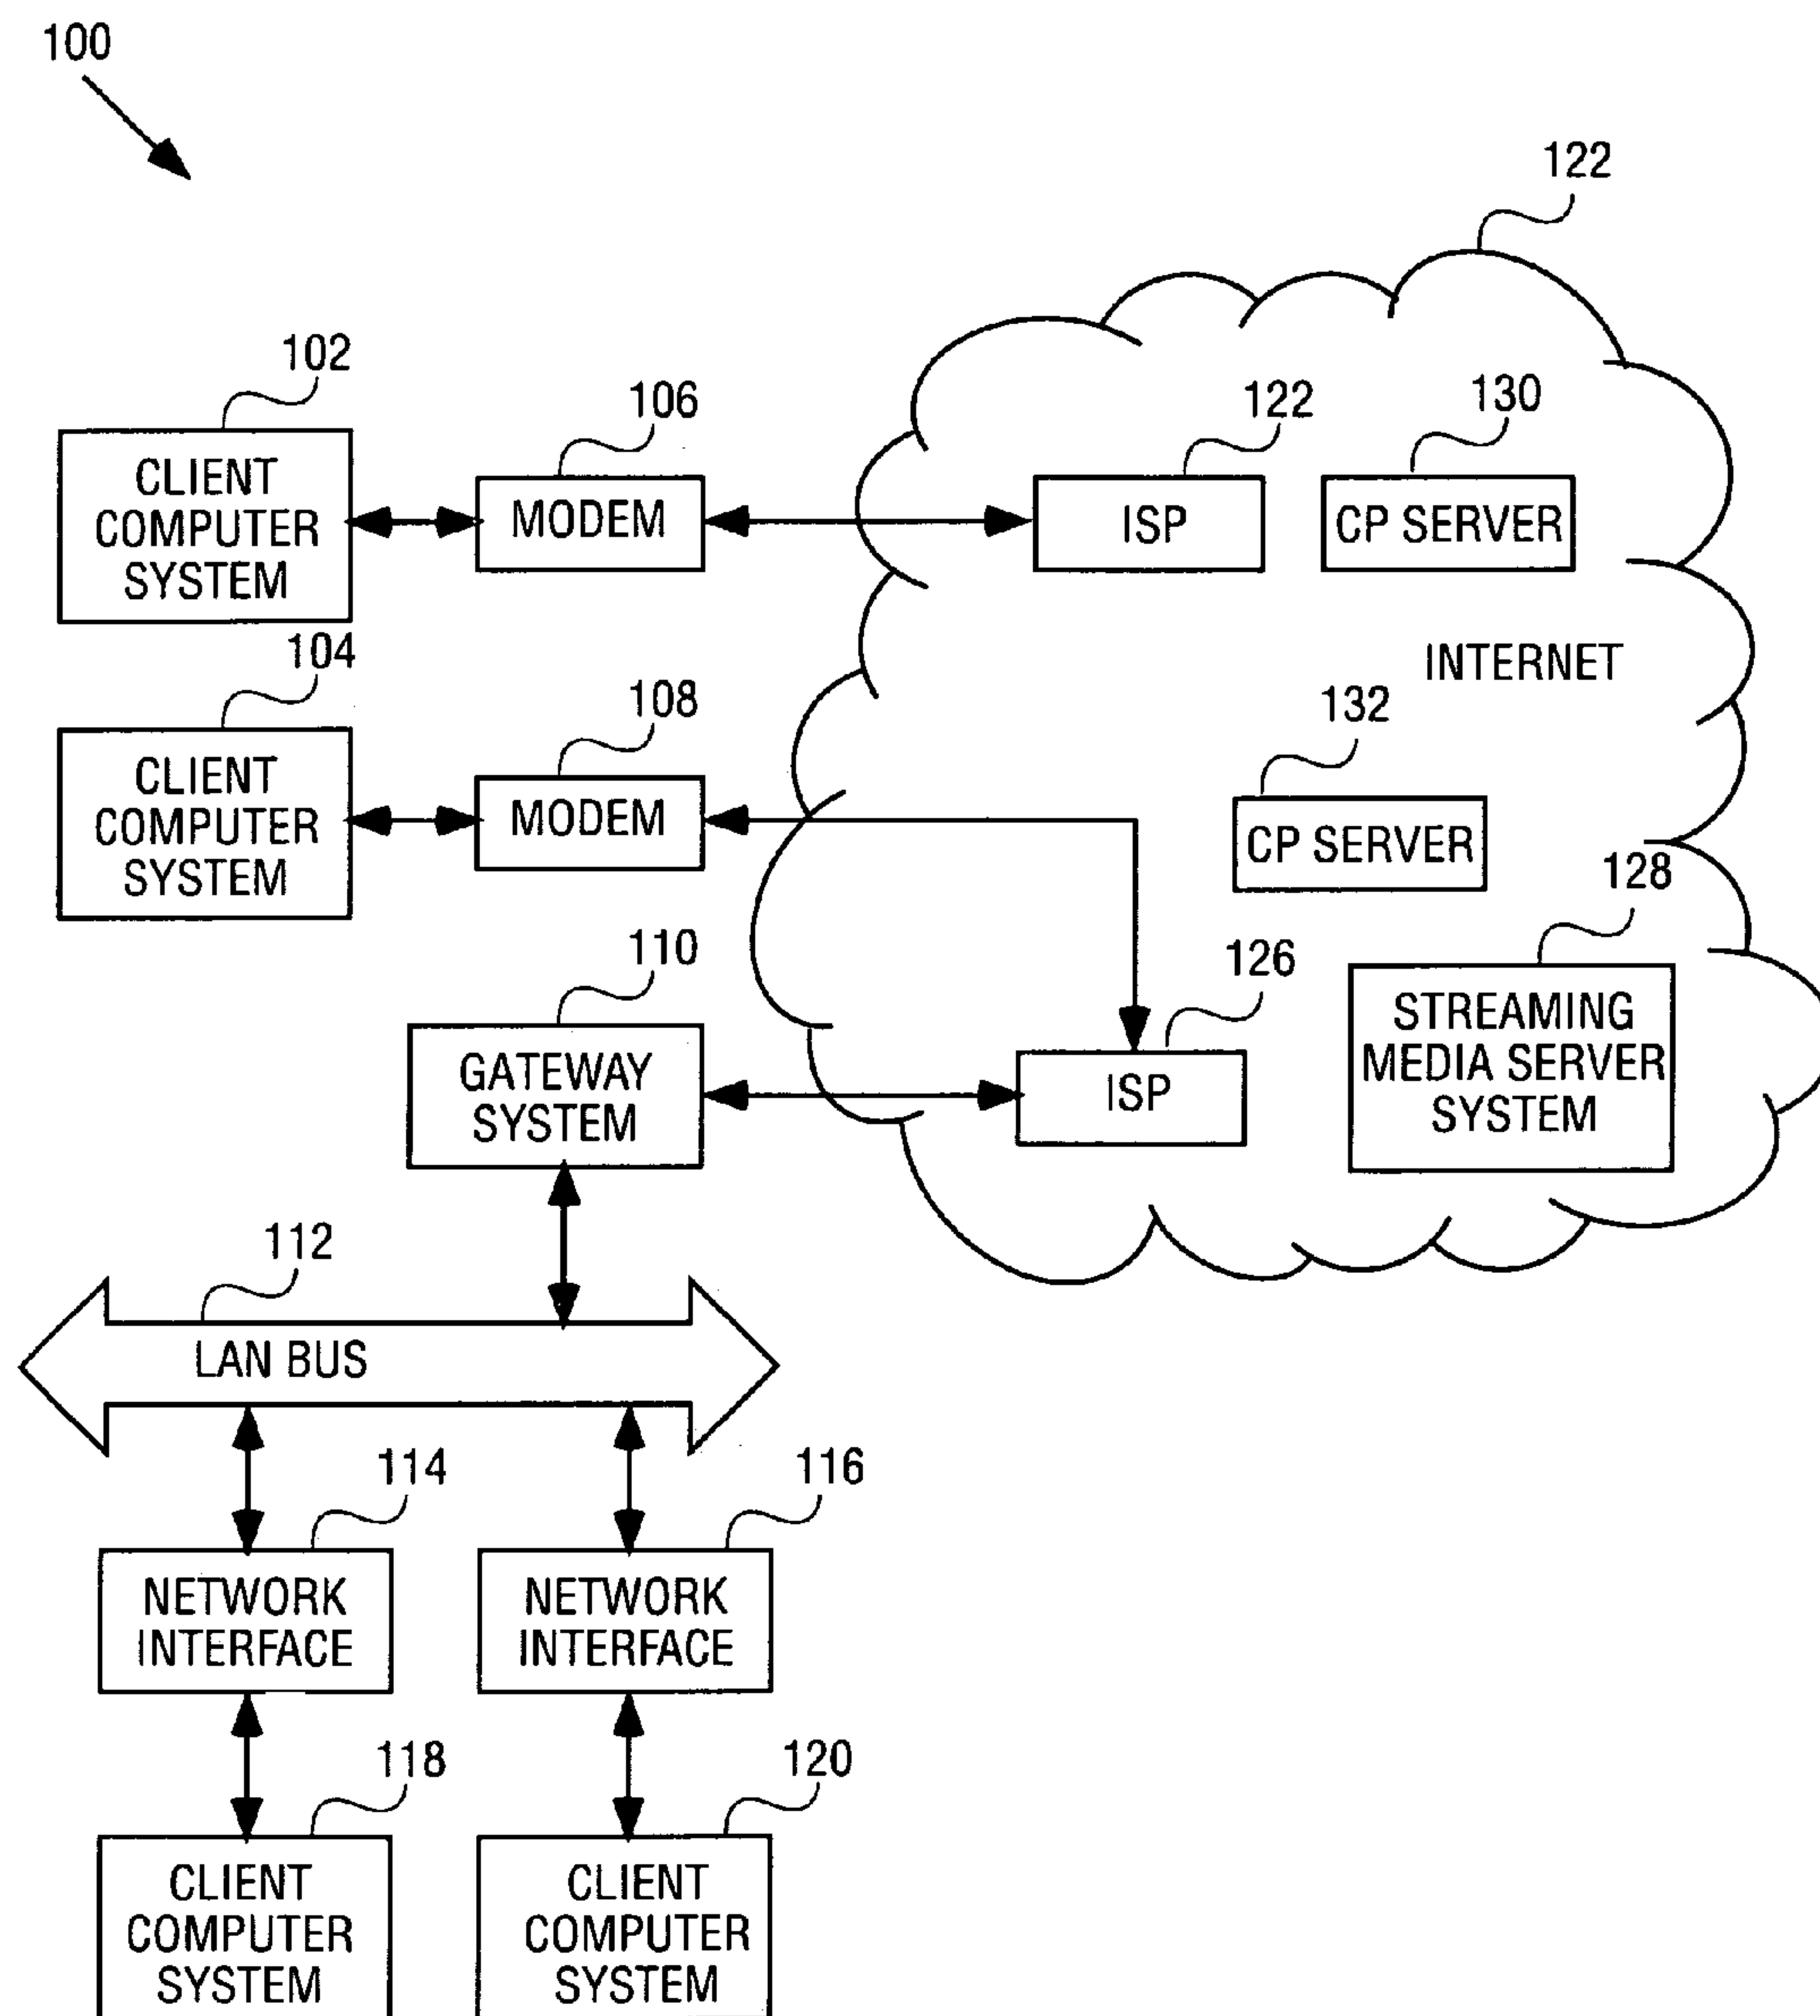 100
122
102
106
122
130
CLIENT
COMPUTER
SYSTEM
MODEM
ISP
CP SERVER
INTERNET
104
108
132
CLIENT
COMPUTER
SYSTEM
MODEM
CP SERVER
128
110
126
GATEWAY
SYSTEM
ISP
STREAMING
MEDIA SERVER
SYSTEM
112
LAN BUS
114
116
NETWORK
INTERFACE
NETWORK
INTERFACE
118
120
CLIENT
COMPUTER
SYSTEM
CLIENT
COMPUTER
SYSTEM